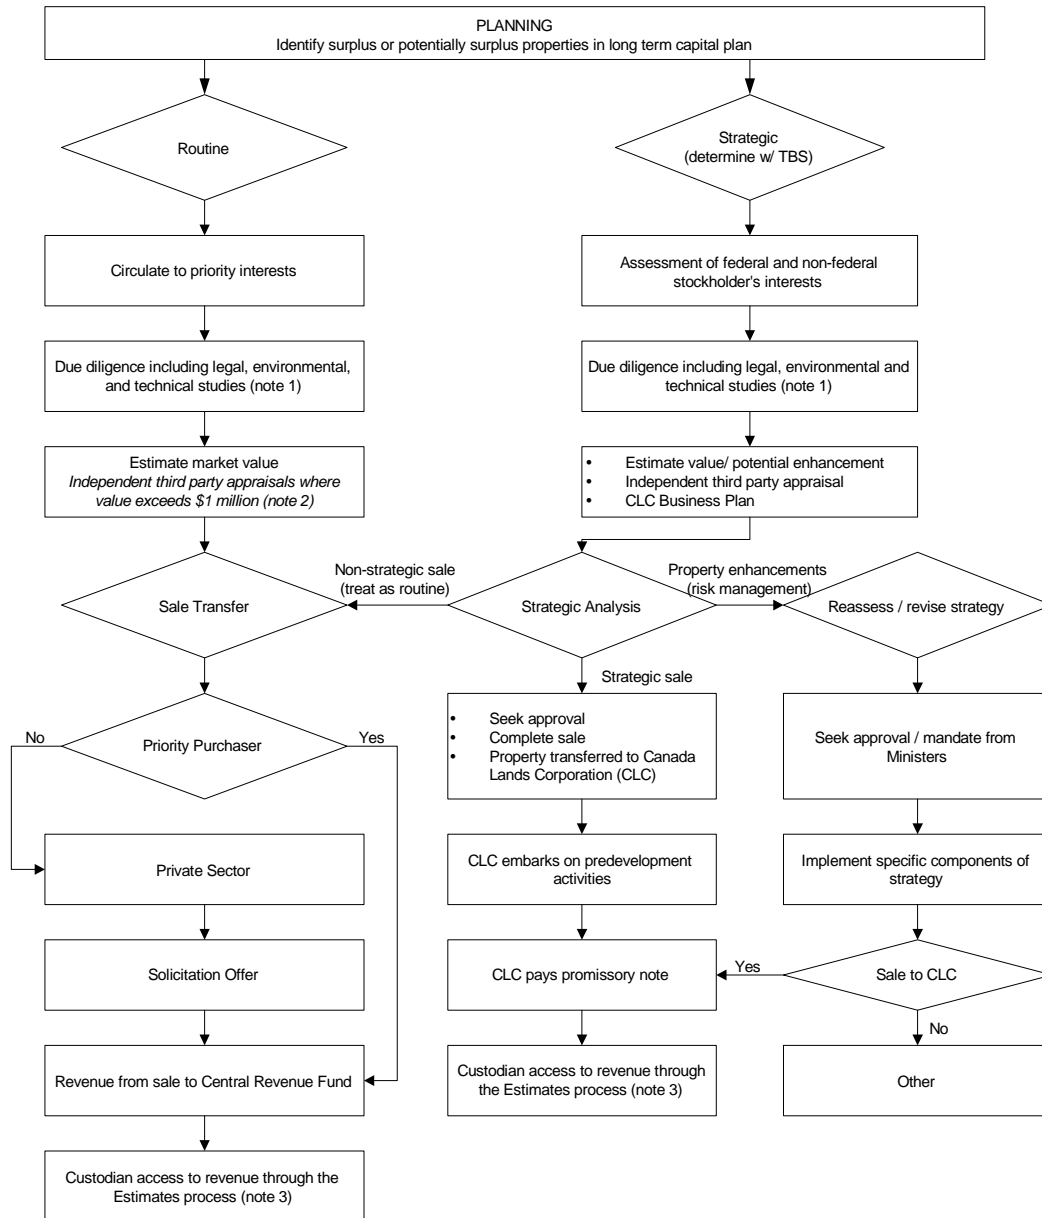 PLANNING
Identify surplus or potentially surplus properties in long term capital plan
Routine
Strategic
(determine w/ TBS)
Circulate to priority interests
Assessment of federal and non-federal
stockholder's interests
Due diligence including legal, environmental,
and technical studies (note 1)
Due diligence including legal, environmental and
technical studies (note 1)
Estimate market value
Independent third party appraisals where
value exceeds $1 million (note 2)
• Estimate value/ potential enhancement
• Independent third party appraisal
• CLC Business Plan
Sale Transfer
Non-strategic sale
(treat as routine)
Strategic Analysis
Property enhancements
(risk management)
Reassess / revise strategy
Strategic sale
No
Priority Purchaser
Yes
• Seek approval
• Complete sale
• Property transferred to Canada
Lands Corporation (CLC)
Seek approval / mandate from
Ministers
Private Sector
CLC embarks on predevelopment
activities
Implement specific components of
strategy
Solicitation Offer
CLC pays promissory note
Yes
Sale to CLC
No
Revenue from sale to Central Revenue Fund
Custodian access to revenue through
the Estimates process (note 3)
Other
Custodian access to revenue through the
Estimates process (note 3)